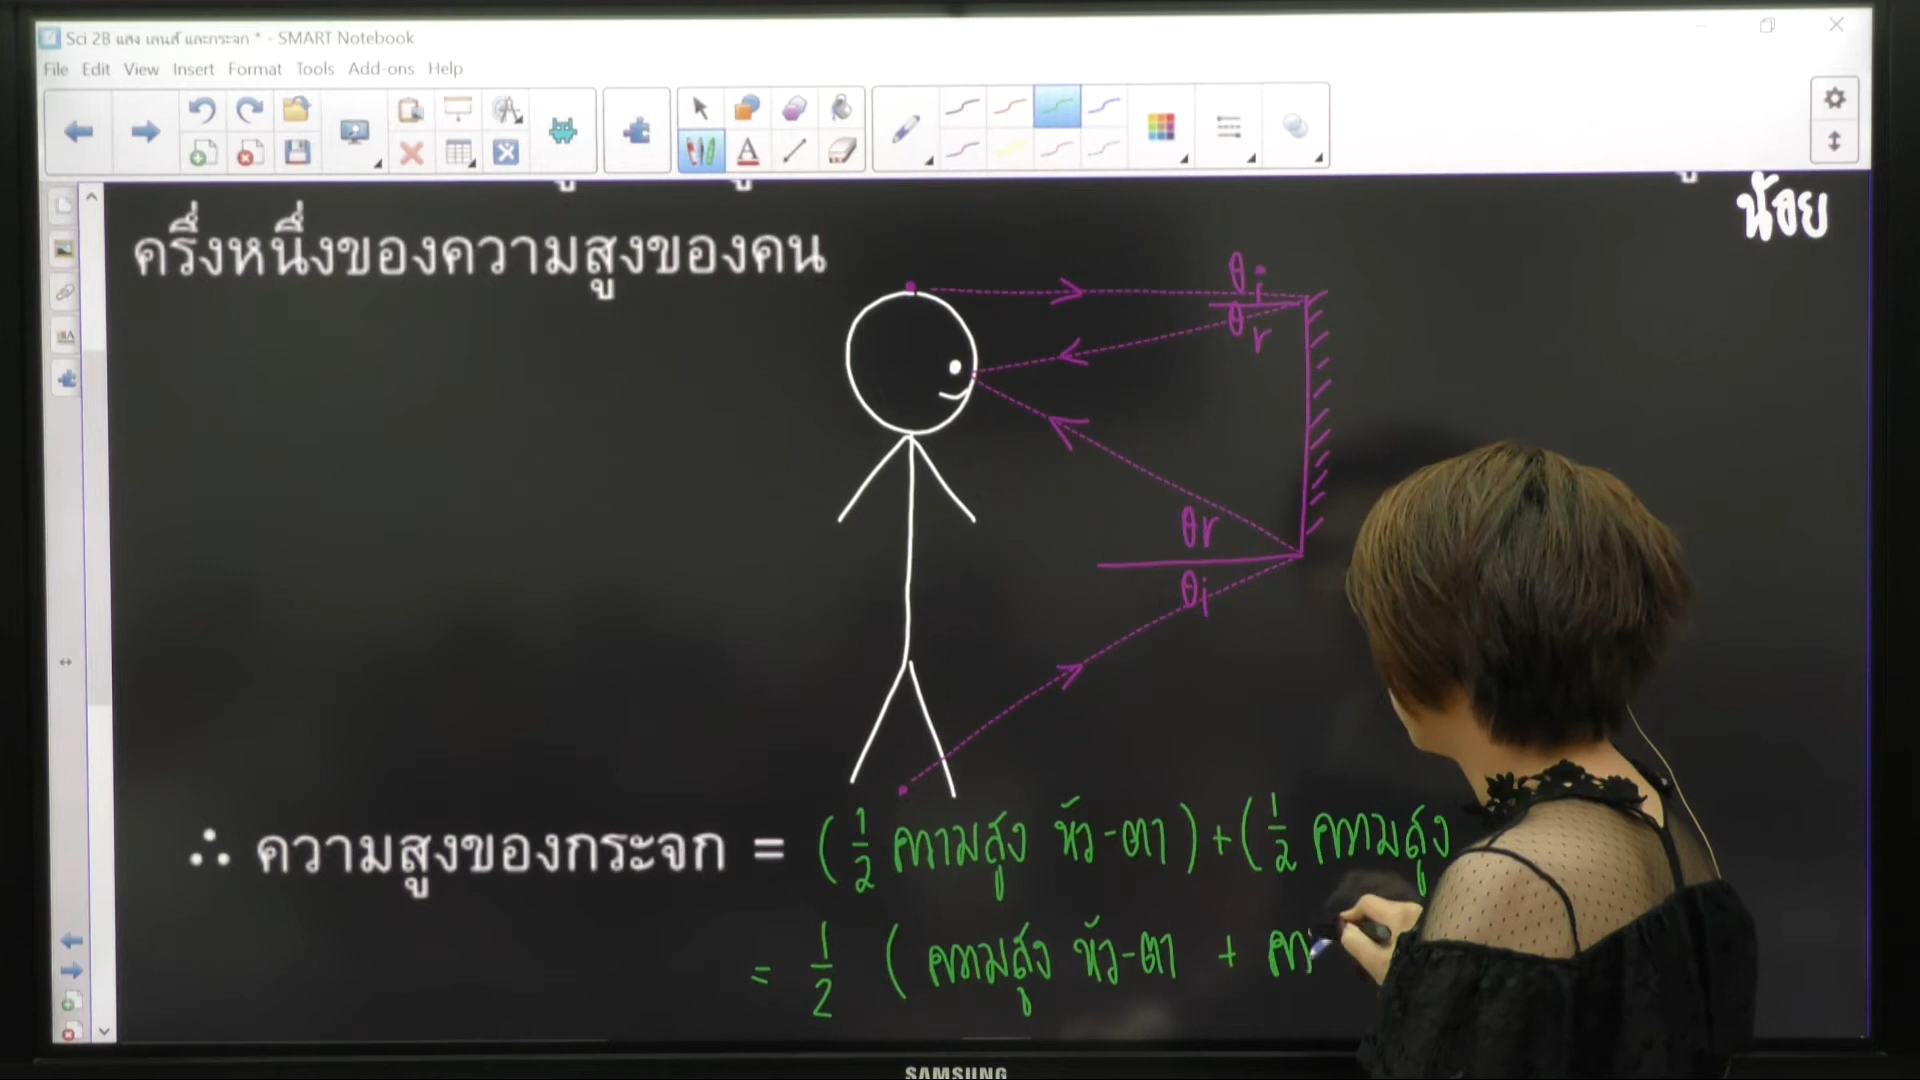 Sci 2B แสง เลนส์ และกระจก * - SMART Notebook
File Edit View Insert Format Tools Add-ons Help
น้อย
ครึ่งหนึ่งของความสูงของคน
θi
θr
θr
θi
∴ ความสูงของกระจก = (1/2 ความสูง หัว-ตา) + (1/2 ความสูง
= 1/2 ( ความสูง หัว-ตา +
SAMSUNG